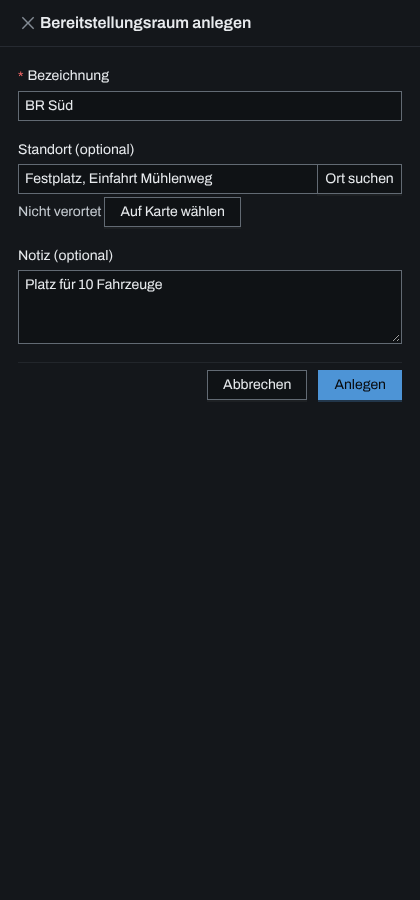 Bereitstellungsraum anlegen
* Bezeichnung
BR Süd
Standort (optional)
Festplatz, Einfahrt Mühlenweg Ort suchen
Nicht verortet Auf Karte wählen
Notiz (optional)
Platz für 10 Fahrzeuge
Abbrechen Anlegen